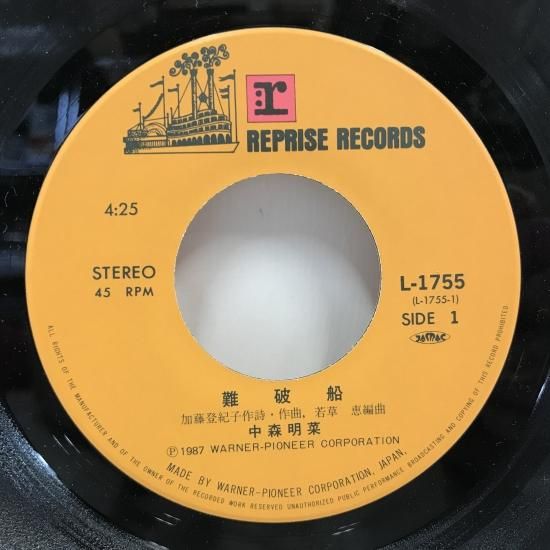 r
REPRISE RECORDS
4:25
STEREO
45 RPM
L-1755
(L-1755-1)
SIDE 1
JASRAC
難破船
加藤登紀子作詩・作曲, 若草 恵編曲
中森明菜
Ⓟ 1987 WARNER-PIONEER CORPORATION
MADE BY WARNER-PIONEER CORPORATION, JAPAN.
ALL RIGHTS OF THE MANUFACTURER AND OF THE OWNER OF THE RECORDED WORK RESERVED UNAUTHORIZED PUBLIC PERFORMANCE BROADCASTING AND COPYING OF THIS RECORD PROHIBITED